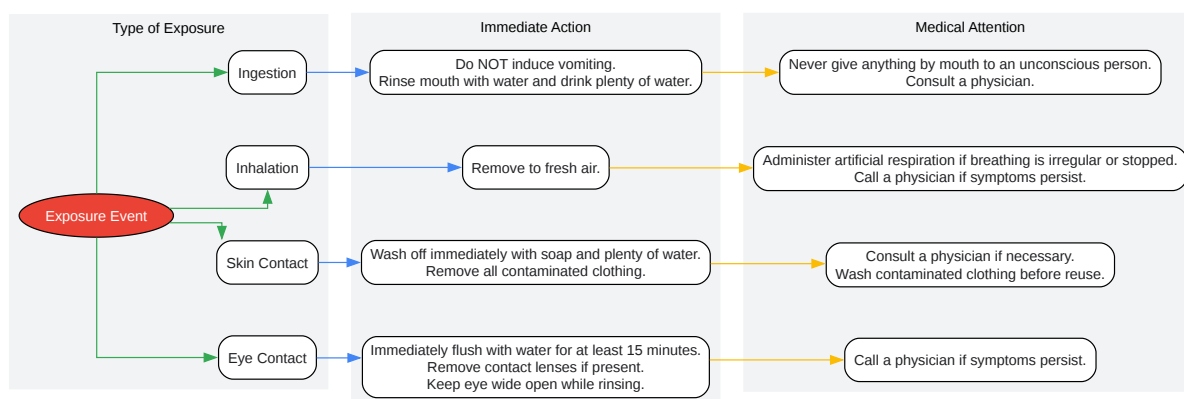 Type of Exposure
Immediate Action
Medical Attention
Ingestion
Do NOT induce vomiting.
Rinse mouth with water and drink plenty of water.
Never give anything by mouth to an unconscious person.
Consult a physician.
Inhalation
Remove to fresh air.
Administer artificial respiration if breathing is irregular or stopped.
Call a physician if symptoms persist.
Exposure Event
Skin Contact
Wash off immediately with soap and plenty of water.
Remove all contaminated clothing.
Consult a physician if necessary.
Wash contaminated clothing before reuse.
Eye Contact
Immediately flush with water for at least 15 minutes.
Remove contact lenses if present.
Keep eye wide open while rinsing.
Call a physician if symptoms persist.